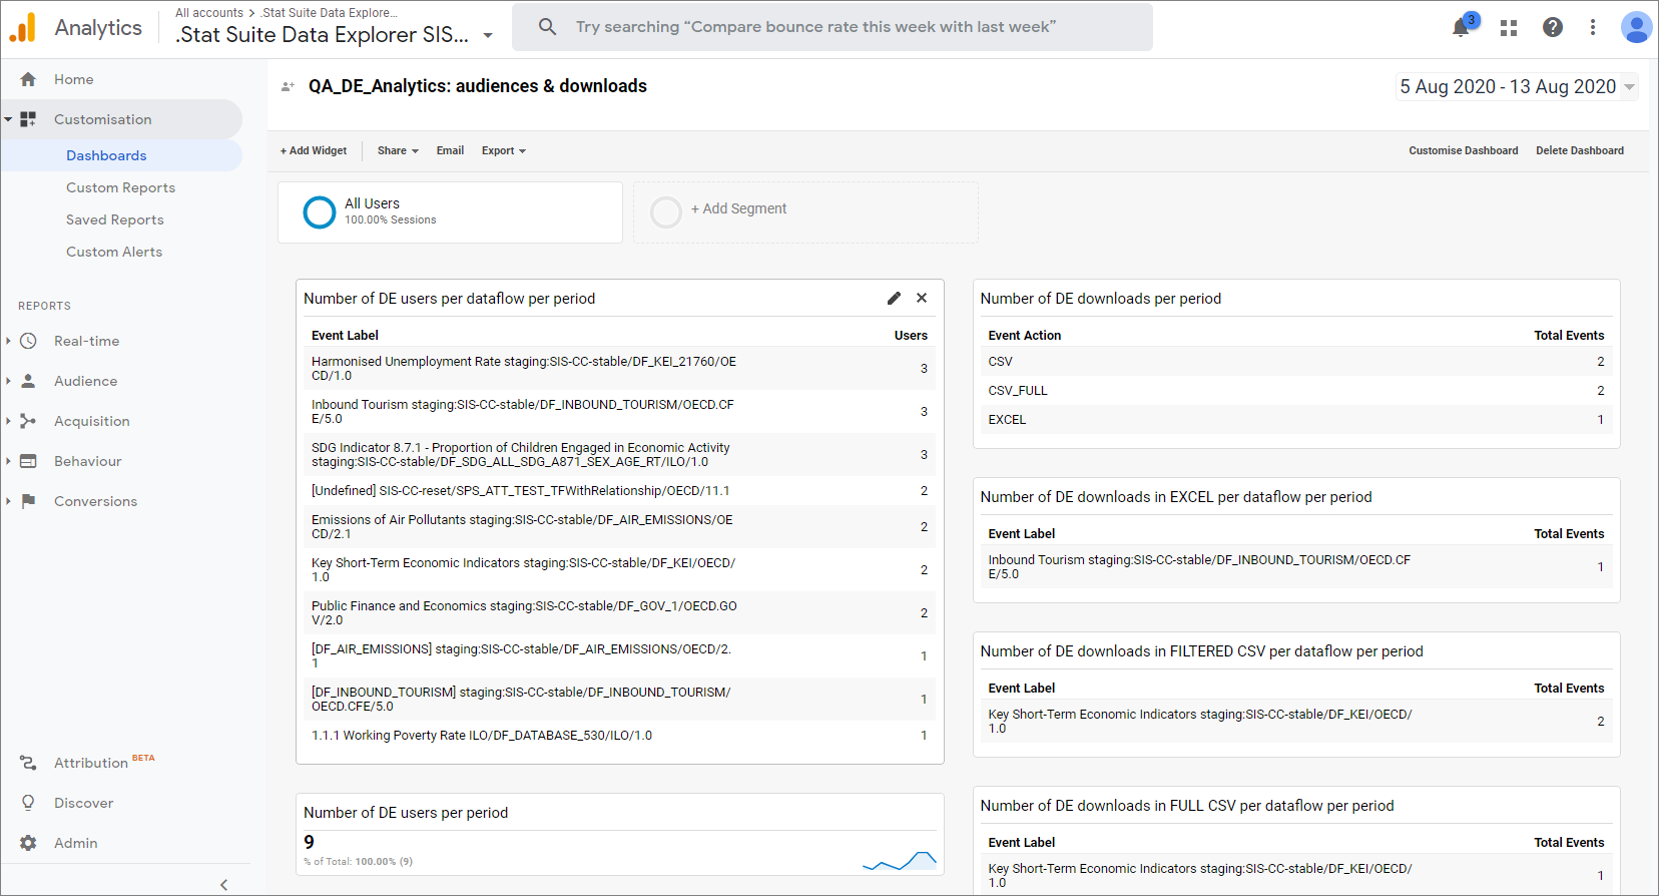 Analytics
All accounts > .Stat Suite Data Explore...
.Stat Suite Data Explorer SIS...
Try searching “Compare bounce rate this week with last week”
3
Home
Customisation
Dashboards
Custom Reports
Saved Reports
Custom Alerts
REPORTS
Real-time
Audience
Acquisition
Behaviour
Conversions
Attribution BETA
Discover
Admin
QA_DE_Analytics: audiences & downloads
5 Aug 2020 - 13 Aug 2020
+ Add Widget
Share
Email
Export
Customise Dashboard
Delete Dashboard
All Users
100.00% Sessions
+ Add Segment
Number of DE users per dataflow per period
Event Label Users
Harmonised Unemployment Rate staging:SIS-CC-stable/DF_KEI_21760/OE
CD/1.0
3
Inbound Tourism staging:SIS-CC-stable/DF_INBOUND_TOURISM/OECD.CF
E/5.0
3
SDG Indicator 8.7.1 - Proportion of Children Engaged in Economic Activity
staging:SIS-CC-stable/DF_SDG_ALL_SDG_A871_SEX_AGE_RT/ILO/1.0
3
[Undefined] SIS-CC-reset/SPS_ATT_TEST_TFWithRelationship/OECD/11.1 2
Emissions of Air Pollutants staging:SIS-CC-stable/DF_AIR_EMISSIONS/OE
CD/2.1
2
Key Short-Term Economic Indicators staging:SIS-CC-stable/DF_KEI/OECD/
1.0
2
Public Finance and Economics staging:SIS-CC-stable/DF_GOV_1/OECD.GO
V/2.0
2
[DF_AIR_EMISSIONS] staging:SIS-CC-stable/DF_AIR_EMISSIONS/OECD/2.
1
1
[DF_INBOUND_TOURISM] staging:SIS-CC-stable/DF_INBOUND_TOURISM/
OECD.CFE/5.0
1
1.1.1 Working Poverty Rate ILO/DF_DATABASE_530/ILO/1.0 1
Number of DE users per period
9
% of Total: 100.00% (9)
Number of DE downloads per period
Event Action Total Events
CSV 2
CSV_FULL 2
EXCEL 1
Number of DE downloads in EXCEL per dataflow per period
Event Label Total Events
Inbound Tourism staging:SIS-CC-stable/DF_INBOUND_TOURISM/OECD.CF
E/5.0
1
Number of DE downloads in FILTERED CSV per dataflow per period
Event Label Total Events
Key Short-Term Economic Indicators staging:SIS-CC-stable/DF_KEI/OECD/
1.0
2
Number of DE downloads in FULL CSV per dataflow per period
Event Label Total Events
Key Short-Term Economic Indicators staging:SIS-CC-stable/DF_KEI/OECD/
1.0
1